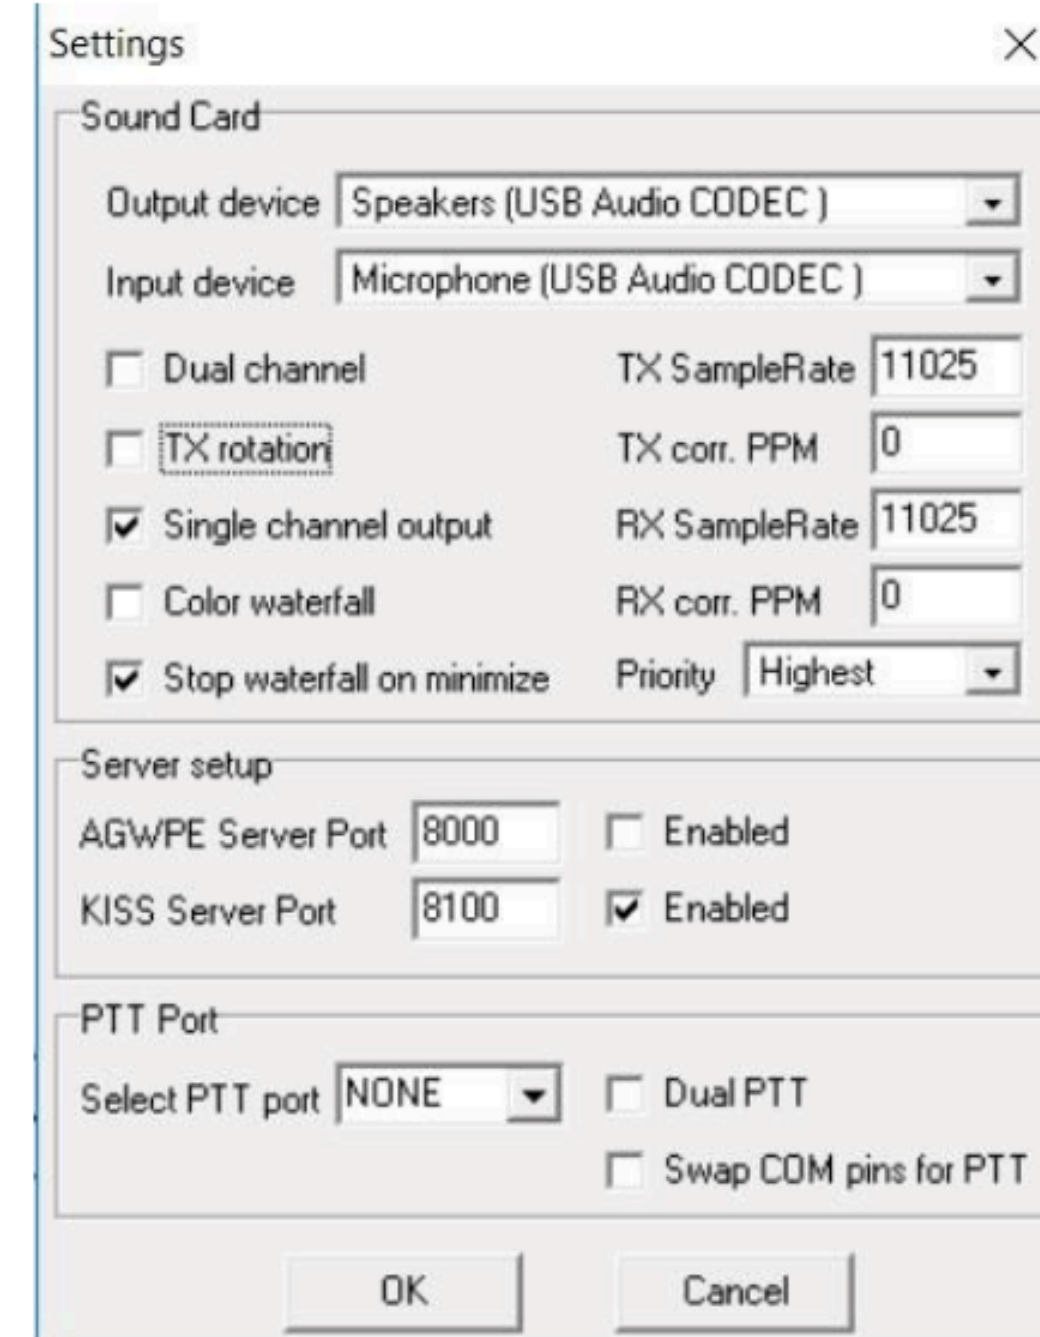 Settings
Sound Card
Output device Speakers (USB Audio CODEC )
Input device Microphone (USB Audio CODEC )
Dual channel TX SampleRate 11025
TX rotation TX corr. PPM 0
Single channel output RX SampleRate 11025
Color waterfall RX corr. PPM 0
Stop waterfall on minimize Priority Highest
Server setup
AGWPE Server Port 8000 Enabled
KISS Server Port 8100 Enabled
PTT Port
Select PTT port NONE Dual PTT
Swap COM pins for PTT
OK Cancel